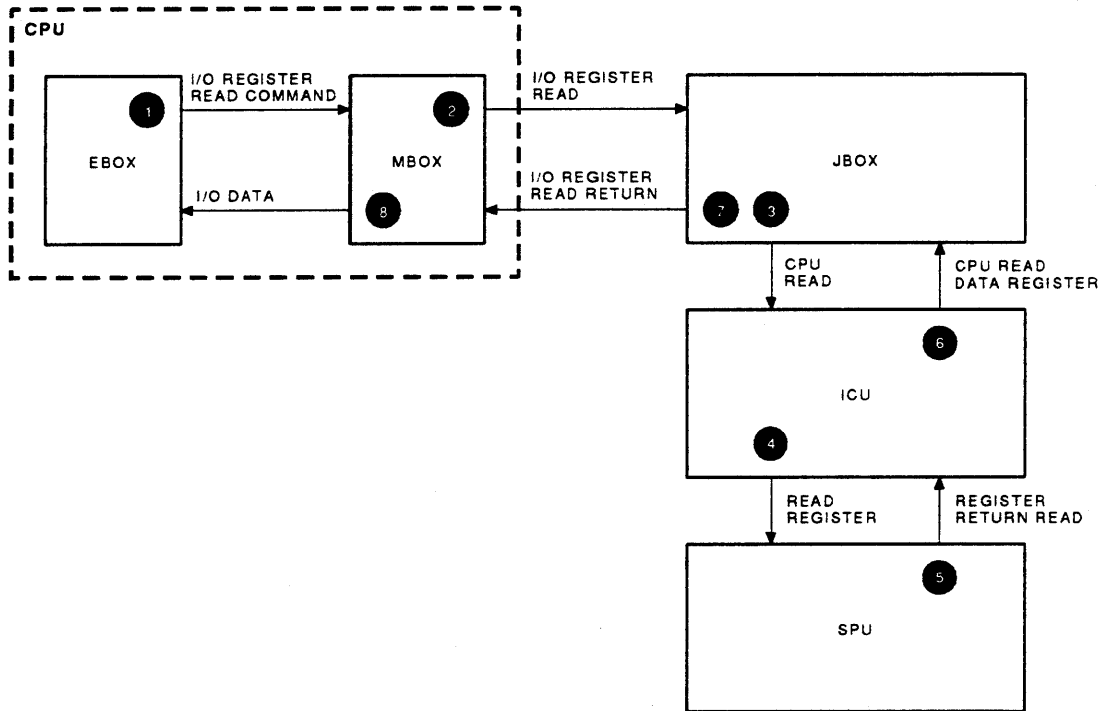 CPU
I/O REGISTER
READ COMMAND
I/O REGISTER
READ
1
2
EBOX
MBOX
JBOX
I/O DATA
I/O REGISTER
READ RETURN
8
7
3
CPU
READ
CPU READ
DATA REGISTER
6
ICU
4
READ
REGISTER
REGISTER
RETURN READ
5
SPU